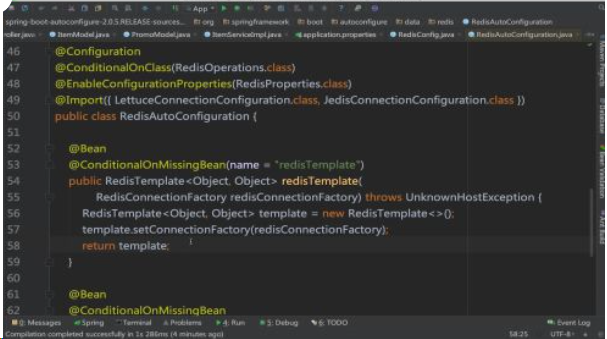 App
spring-boot-autoconfigure-2.0.5.RELEASE-sources... org springframework boot autoconfigure data redis RedisAutoConfiguration
ItemModel.java PromoModel.java ItemServiceImpl.java application.properties RedisConfig.java RedisAutoConfiguration.java
46 @Configuration
47 @ConditionalOnClass(RedisOperations.class)
48 @EnableConfigurationProperties(RedisProperties.class)
49 @Import({ LettuceConnectionConfiguration.class, JedisConnectionConfiguration.class })
50 public class RedisAutoConfiguration {
51
52 @Bean
53 @ConditionalOnMissingBean(name = "redisTemplate")
54 public RedisTemplate<Object, Object> redisTemplate(
55 RedisConnectionFactory redisConnectionFactory) throws UnknownHostException {
56 RedisTemplate<Object, Object> template = new RedisTemplate<>();
57 template.setConnectionFactory(redisConnectionFactory);
58 return template;
59 }
60
61 @Bean
62 @ConditionalOnMissingBean
0: Messages Spring Terminal Problems 4: Run 5: Debug 6: TODO Event Log
Compilation completed successfully in 1s 286ms (4 minutes ago) 58:25 UTF-8
Maven Projects
Database
Bean Validation
Ant Build